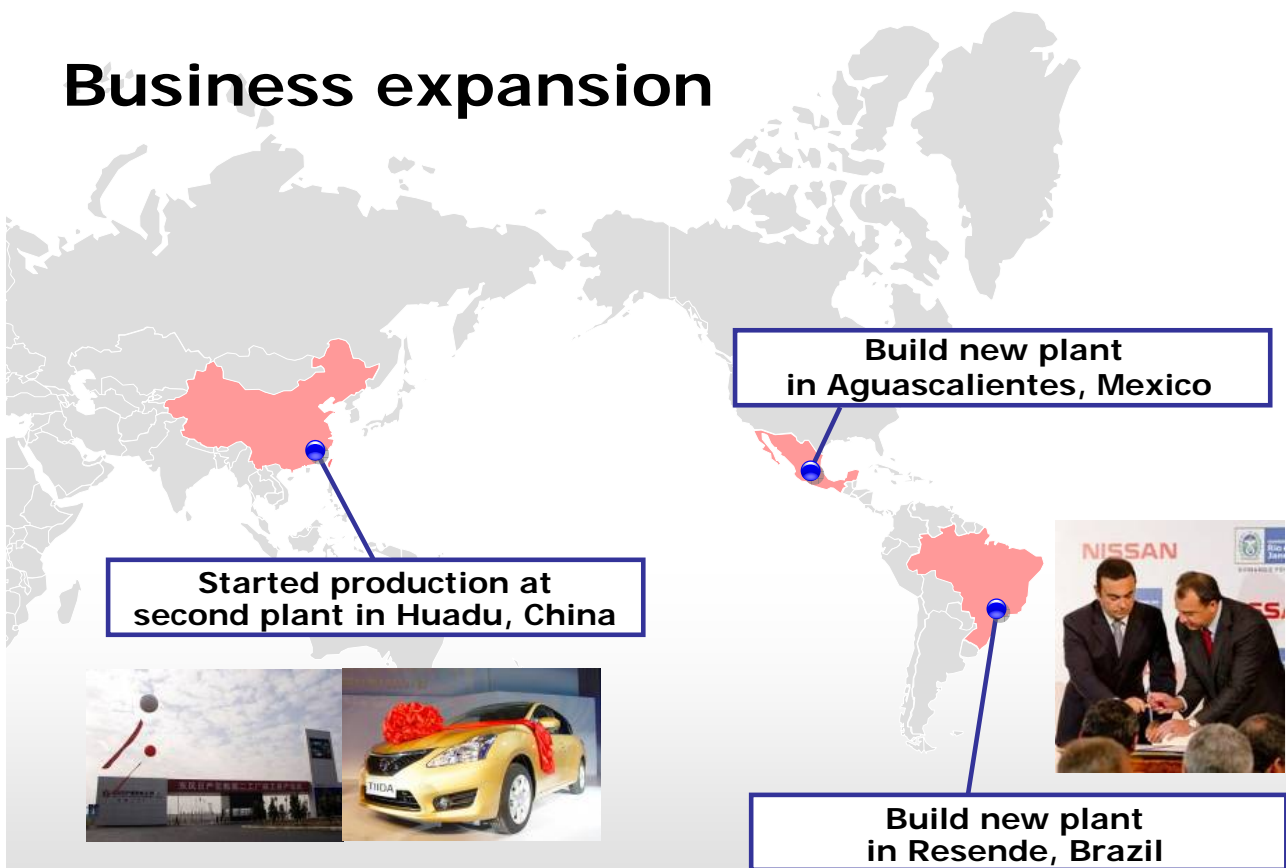 Business expansion
Build new plant
in Aguascalientes, Mexico
Started production at
second plant in Huadu, China
NISSAN
TIIDA
Build new plant
in Resende, Brazil